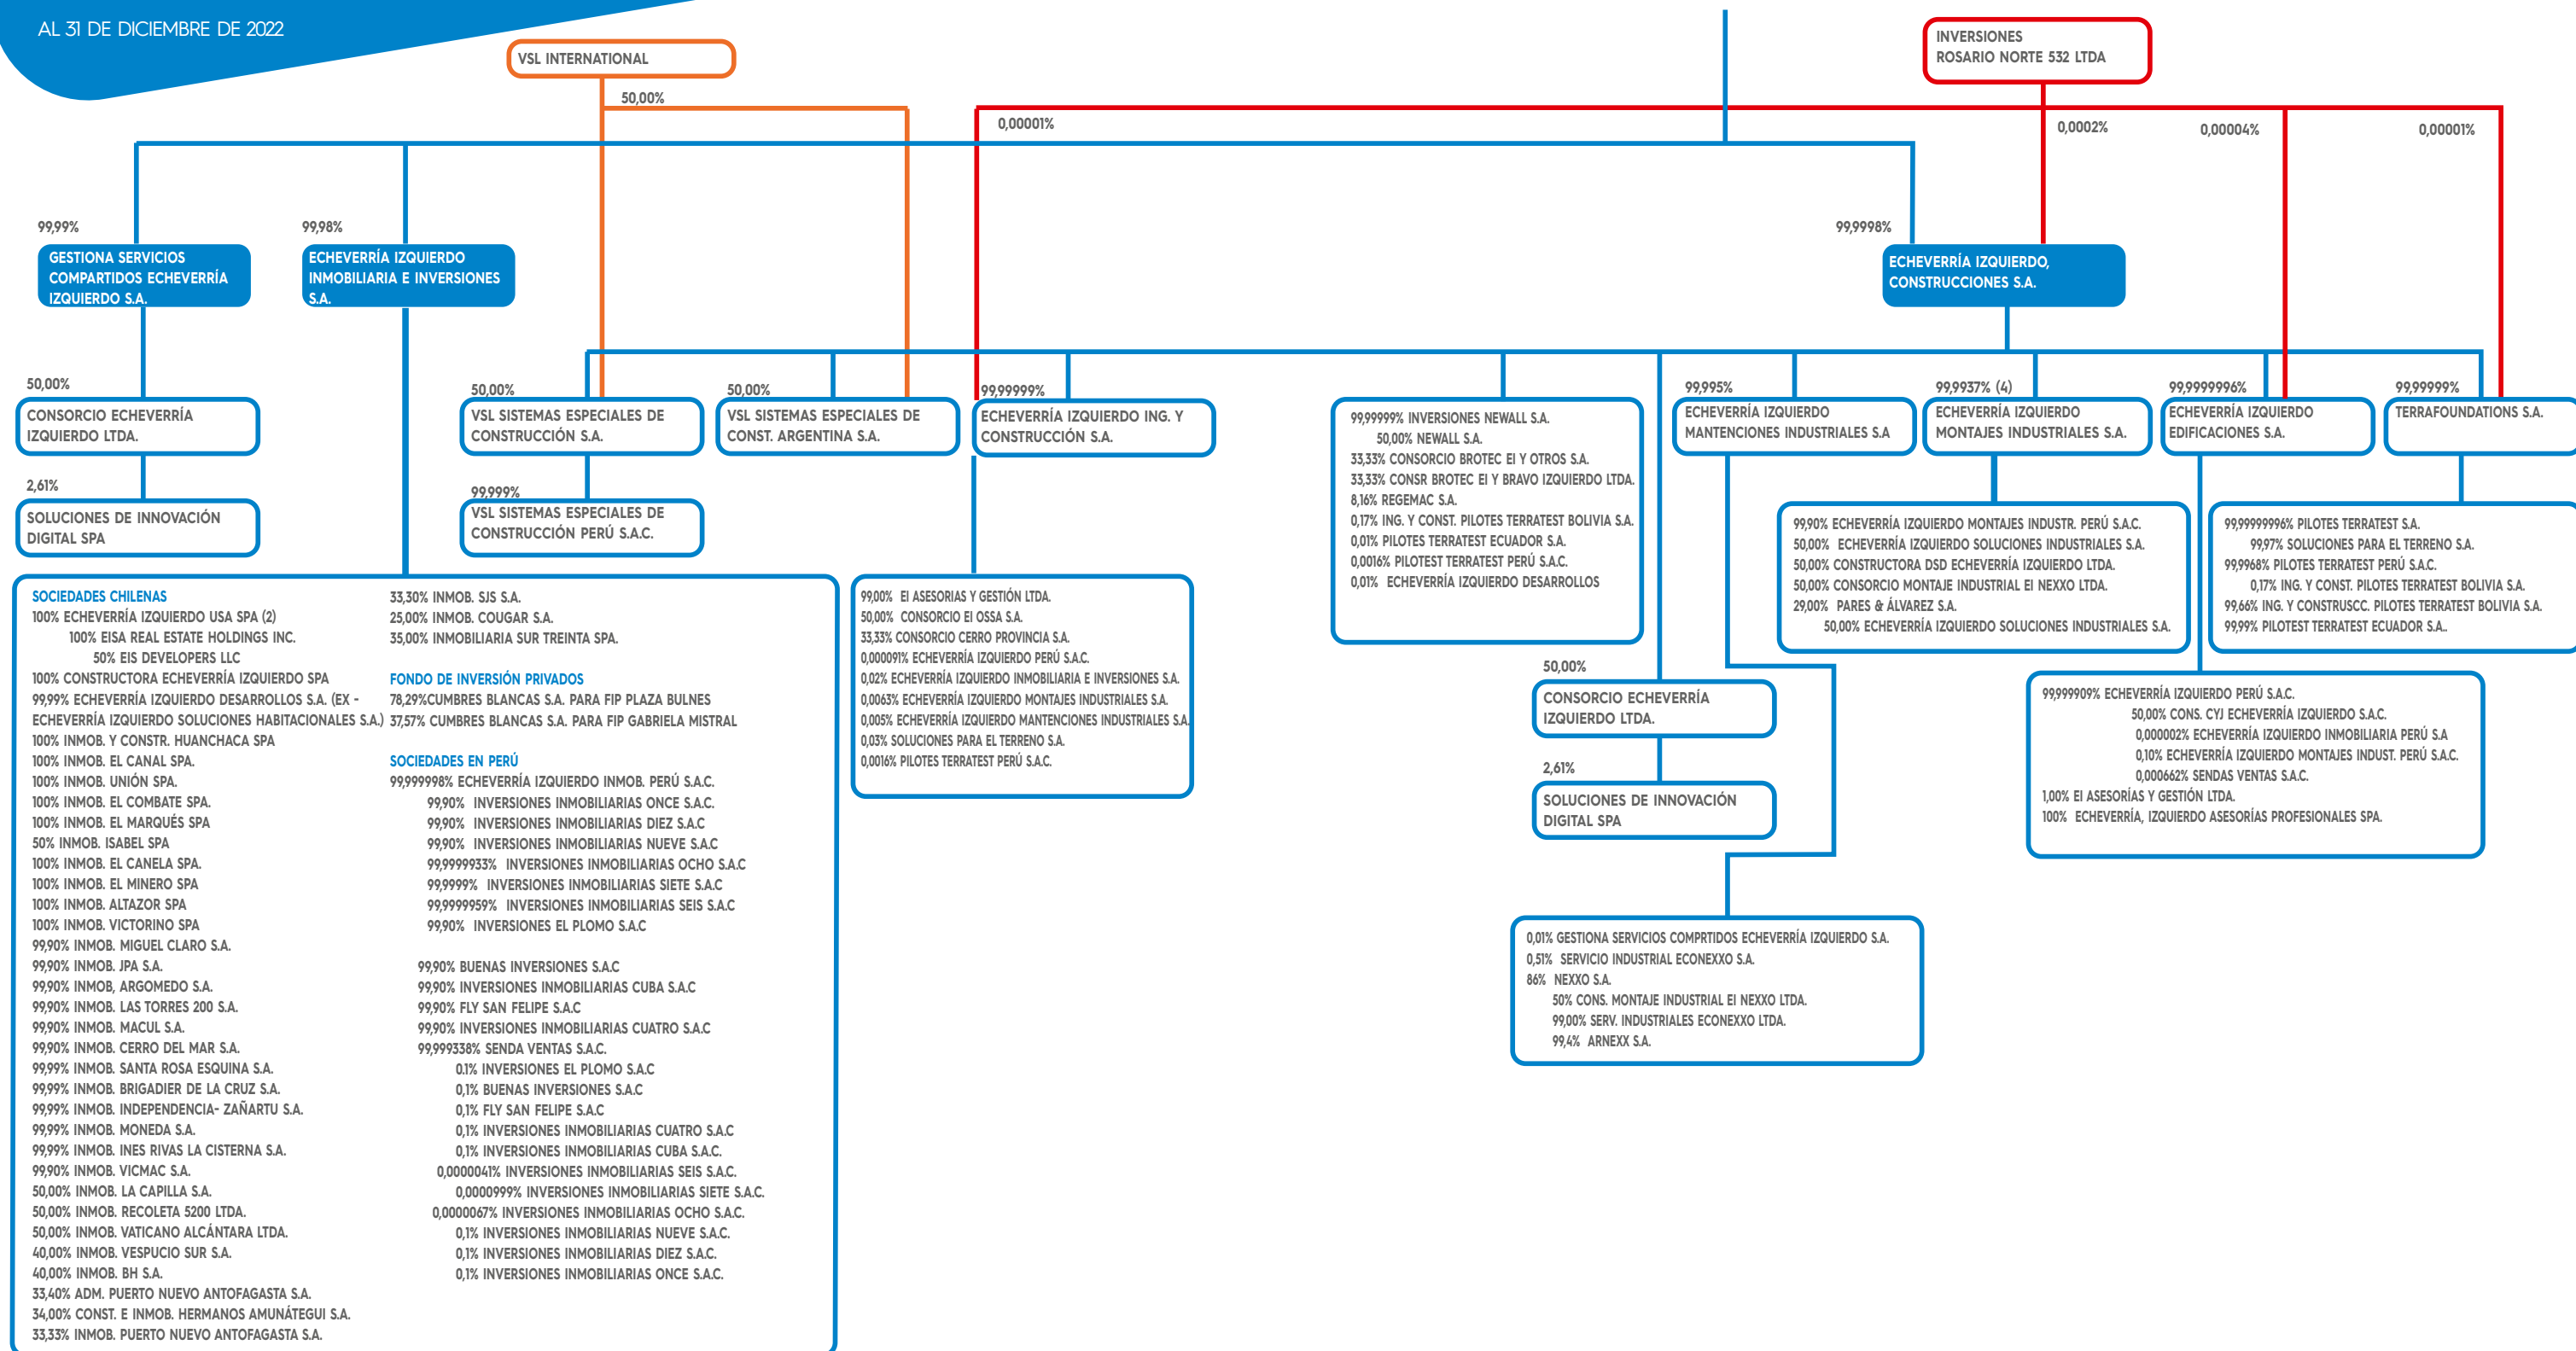 AL 31 DE DICIEMBRE DE 2022
VSL INTERNATIONAL
50,00%
INVERSIONES
ROSARIO NORTE 532 LTDA
0,00001%
0,0002%
0,00004%
0,00001%
99,99%
GESTIONA SERVICIOS
COMPARTIDOS ECHEVERRÍA
IZQUIERDO S.A.
99,98%
ECHEVERRÍA IZQUIERDO
INMOBILIARIA E INVERSIONES
S.A.
99,9998%
ECHEVERRÍA IZQUIERDO,
CONSTRUCCIONES S.A.
50,00%
CONSORCIO ECHEVERRÍA
IZQUIERDO LTDA.
2,61%
SOLUCIONES DE INNOVACIÓN
DIGITAL SPA
50,00%
VSL SISTEMAS ESPECIALES DE
CONSTRUCCIÓN S.A.
99,999%
VSL SISTEMAS ESPECIALES DE
CONSTRUCCIÓN PERÚ S.A.C.
50,00%
VSL SISTEMAS ESPECIALES DE
CONST. ARGENTINA S.A.
99,99999%
ECHEVERRÍA IZQUIERDO ING. Y
CONSTRUCCIÓN S.A.
99,99999% INVERSIONES NEWALL S.A.
50,00% NEWALL S.A.
33,33% CONSORCIO BROTEC EI Y OTROS S.A.
33,33% CONSR BROTEC EI Y BRAVO IZQUIERDO LTDA.
8,16% REGEMAC S.A.
0,17% ING. Y CONST. PILOTES TERRATEST BOLIVIA S.A.
0,01% PILOTES TERRATEST ECUADOR S.A.
0,0016% PILOTEST TERRATEST PERÚ S.A.C.
0,01% ECHEVERRÍA IZQUIERDO DESARROLLOS
99,995%
ECHEVERRÍA IZQUIERDO
MANTENCIONES INDUSTRIALES S.A
99,9937% (4)
ECHEVERRÍA IZQUIERDO
MONTAJES INDUSTRIALES S.A.
99,9999996%
ECHEVERRÍA IZQUIERDO
EDIFICACIONES S.A.
99,99999%
TERRAFOUNDATIONS S.A.
99,90% ECHEVERRÍA IZQUIERDO MONTAJES INDUSTR. PERÚ S.A.C.
50,00% ECHEVERRÍA IZQUIERDO SOLUCIONES INDUSTRIALES S.A.
50,00% CONSTRUCTORA DSD ECHEVERRÍA IZQUIERDO LTDA.
50,00% CONSORCIO MONTAJE INDUSTRIAL EI NEXXO LTDA.
29,00% PARES & ÁLVAREZ S.A.
50,00% ECHEVERRÍA IZQUIERDO SOLUCIONES INDUSTRIALES S.A.
99,99999996% PILOTES TERRATEST S.A.
99,97% SOLUCIONES PARA EL TERRENO S.A.
99,9968% PILOTES TERRATEST PERÚ S.A.C.
0,17% ING. Y CONST. PILOTES TERRATEST BOLIVIA S.A.
99,66% ING. Y CONSTRUSCC. PILOTES TERRATEST BOLIVIA S.A.
99,99% PILOTEST TERRATEST ECUADOR S.A..
SOCIEDADES CHILENAS
100% ECHEVERRÍA IZQUIERDO USA SPA (2)
100% EISA REAL ESTATE HOLDINGS INC.
50% EIS DEVELOPERS LLC
100% CONSTRUCTORA ECHEVERRÍA IZQUIERDO SPA
99,99% ECHEVERRÍA IZQUIERDO DESARROLLOS S.A. (EX -
ECHEVERRÍA IZQUIERDO SOLUCIONES HABITACIONALES S.A.)
100% INMOB. Y CONSTR. HUANCHACA SPA
100% INMOB. EL CANAL SPA.
100% INMOB. UNIÓN SPA.
100% INMOB. EL COMBATE SPA.
100% INMOB. EL MARQUÉS SPA
50% INMOB. ISABEL SPA
100% INMOB. EL CANELA SPA.
100% INMOB. EL MINERO SPA
100% INMOB. ALTAZOR SPA
100% INMOB. VICTORINO SPA
99,90% INMOB. MIGUEL CLARO S.A.
99,90% INMOB. JPA S.A.
99,90% INMOB, ARGOMEDO S.A.
99,90% INMOB. LAS TORRES 200 S.A.
99,90% INMOB. MACUL S.A.
99,90% INMOB. CERRO DEL MAR S.A.
99,99% INMOB. SANTA ROSA ESQUINA S.A.
99,99% INMOB. BRIGADIER DE LA CRUZ S.A.
99,99% INMOB. INDEPENDENCIA- ZAÑARTU S.A.
99,99% INMOB. MONEDA S.A.
99,99% INMOB. INES RIVAS LA CISTERNA S.A.
99,90% INMOB. VICMAC S.A.
50,00% INMOB. LA CAPILLA S.A.
50,00% INMOB. RECOLETA 5200 LTDA.
50,00% INMOB. VATICANO ALCÁNTARA LTDA.
40,00% INMOB. VESPUCIO SUR S.A.
40,00% INMOB. BH S.A.
33,40% ADM. PUERTO NUEVO ANTOFAGASTA S.A.
34,00% CONST. E INMOB. HERMANOS AMUNÁTEGUI S.A.
33,33% INMOB. PUERTO NUEVO ANTOFAGASTA S.A.
33,30% INMOB. SJS S.A.
25,00% INMOB. COUGAR S.A.
35,00% INMOBILIARIA SUR TREINTA SPA.
FONDO DE INVERSIÓN PRIVADOS
78,29%CUMBRES BLANCAS S.A. PARA FIP PLAZA BULNES
37,57% CUMBRES BLANCAS S.A. PARA FIP GABRIELA MISTRAL
SOCIEDADES EN PERÚ
99,999998% ECHEVERRÍA IZQUIERDO INMOB. PERÚ S.A.C.
99,90% INVERSIONES INMOBILIARIAS ONCE S.A.C.
99,90% INVERSIONES INMOBILIARIAS DIEZ S.A.C
99,90% INVERSIONES INMOBILIARIAS NUEVE S.A.C
99,9999933% INVERSIONES INMOBILIARIAS OCHO S.A.C
99,9999% INVERSIONES INMOBILIARIAS SIETE S.A.C
99,9999959% INVERSIONES INMOBILIARIAS SEIS S.A.C
99,90% INVERSIONES EL PLOMO S.A.C
99,90% BUENAS INVERSIONES S.A.C
99,90% INVERSIONES INMOBILIARIAS CUBA S.A.C
99,90% FLY SAN FELIPE S.A.C
99,90% INVERSIONES INMOBILIARIAS CUATRO S.A.C
99,999338% SENDA VENTAS S.A.C.
0.1% INVERSIONES EL PLOMO S.A.C
0,1% BUENAS INVERSIONES S.A.C
0,1% FLY SAN FELIPE S.A.C
0,1% INVERSIONES INMOBILIARIAS CUATRO S.A.C
0,1% INVERSIONES INMOBILIARIAS CUBA S.A.C.
0,0000041% INVERSIONES INMOBILIARIAS SEIS S.A.C.
0,0000999% INVERSIONES INMOBILIARIAS SIETE S.A.C.
0,0000067% INVERSIONES INMOBILIARIAS OCHO S.A.C.
0,1% INVERSIONES INMOBILIARIAS NUEVE S.A.C.
0,1% INVERSIONES INMOBILIARIAS DIEZ S.A.C.
0,1% INVERSIONES INMOBILIARIAS ONCE S.A.C.
99,00% EI ASESORIAS Y GESTIÓN LTDA.
50,00% CONSORCIO EI OSSA S.A.
33,33% CONSORCIO CERRO PROVINCIA S.A.
0,000091% ECHEVERRÍA IZQUIERDO PERÚ S.A.C.
0,02% ECHEVERRÍA IZQUIERDO INMOBILIARIA E INVERSIONES S.A.
0,0063% ECHEVERRÍA IZQUIERDO MONTAJES INDUSTRIALES S.A.
0,005% ECHEVERRÍA IZQUIERDO MANTENCIONES INDUSTRIALES S.A.
0,03% SOLUCIONES PARA EL TERRENO S.A.
0,0016% PILOTES TERRATEST PERÚ S.A.C.
50,00%
CONSORCIO ECHEVERRÍA
IZQUIERDO LTDA.
2,61%
SOLUCIONES DE INNOVACIÓN
DIGITAL SPA
99,999909% ECHEVERRÍA IZQUIERDO PERÚ S.A.C.
50,00% CONS. CYJ ECHEVERRÍA IZQUIERDO S.A.C.
0,000002% ECHEVERRÍA IZQUIERDO INMOBILIARIA PERÚ S.A
0,10% ECHEVERRÍA IZQUIERDO MONTAJES INDUST. PERÚ S.A.C.
0,000662% SENDAS VENTAS S.A.C.
1,00% EI ASESORÍAS Y GESTIÓN LTDA.
100% ECHEVERRÍA, IZQUIERDO ASESORÍAS PROFESIONALES SPA.
0,01% GESTIONA SERVICIOS COMPRTIDOS ECHEVERRÍA IZQUIERDO S.A.
0,51% SERVICIO INDUSTRIAL ECONEXXO S.A.
86% NEXXO S.A.
50% CONS. MONTAJE INDUSTRIAL EI NEXXO LTDA.
99,00% SERV. INDUSTRIALES ECONEXXO LTDA.
99,4% ARNEXX S.A.